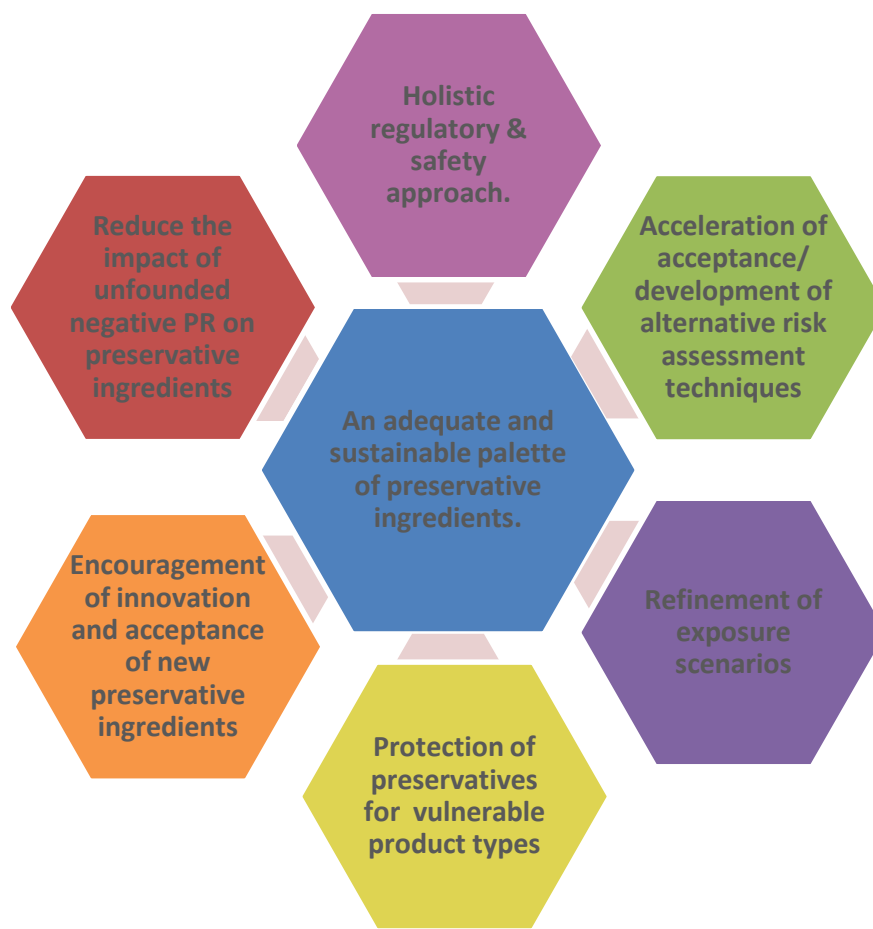 Holistic
regulatory &
safety
approach.
Reduce the
impact of
unfounded
negative PR on
preservative
ingredients
Acceleration of
acceptance/
development of
alternative risk
assessment
techniques
An adequate and
sustainable palette
of preservative
ingredients.
Encouragement
of innovation
and acceptance
of new
preservative
ingredients
Refinement of
exposure
scenarios
Protection of
preservatives
for vulnerable
product types